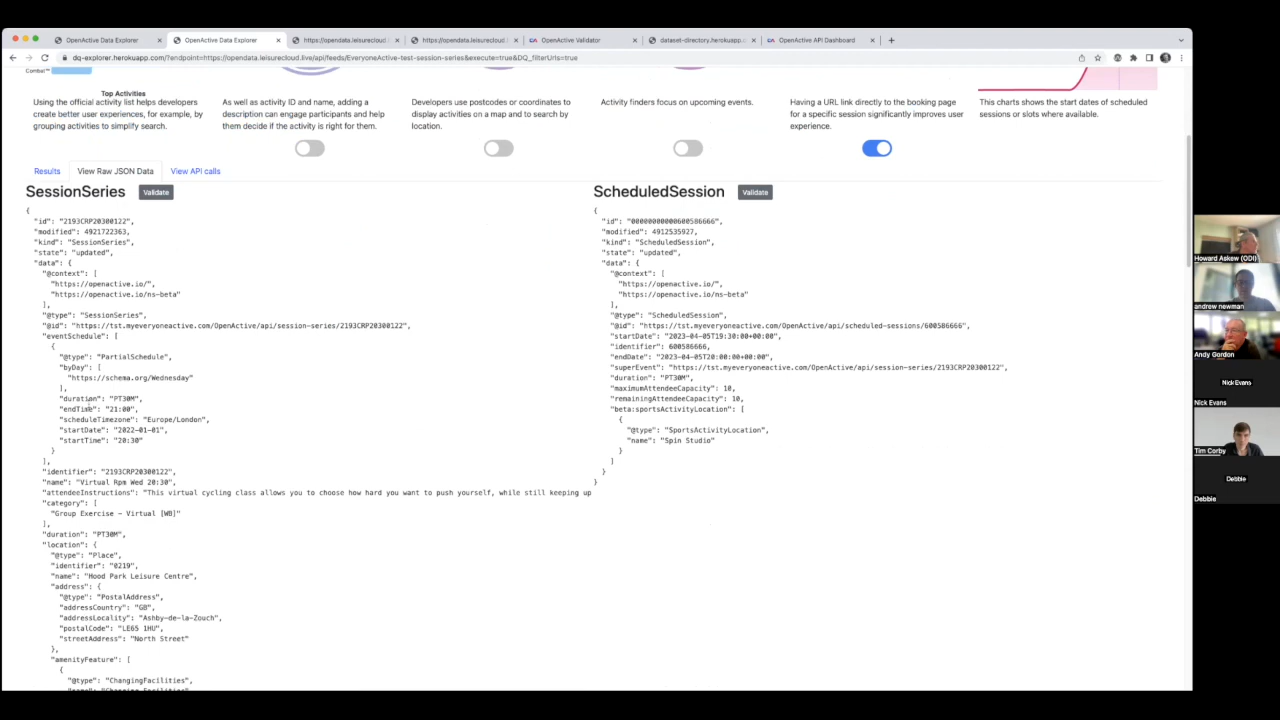 OpenActive Data Explorer
OpenActive Data Explorer
https://opendata.leisurecloud.
https://opendata.leisurecloud.
OpenActive Validator
dataset-directory.herokuapp.c
OpenActive API Dashboard
dq-explorer.herokuapp.com/?endpoint=https://opendata.leisurecloud.live/api/feeds/EveryoneActive-test-session-series&execute=true&DQ_filterUrls=true
Combat™
Top Activities
Using the official activity list helps developers
create better user experiences, for example, by
grouping activities to simplify search.
As well as activity ID and name, adding a
description can engage participants and help
them decide if the activity is right for them.
Developers use postcodes or coordinates to
display activities on a map and to search by
location.
Activity finders focus on upcoming events.
Having a URL link directly to the booking page
for a specific session significantly improves user
experience.
This charts shows the start dates of scheduled
sessions or slots where available.
Results
View Raw JSON Data
View API calls
SessionSeries
Validate
{
"id": "2193CRP20300122",
"modified": 4921722363,
"kind": "SessionSeries",
"state": "updated",
"data": {
"@context": [
"https://openactive.io/",
"https://openactive.io/ns-beta"
],
"@type": "SessionSeries",
"@id": "https://tst.myeveryoneactive.com/OpenActive/api/session-series/2193CRP20300122",
"eventSchedule": [
{
"@type": "PartialSchedule",
"byDay": [
"https://schema.org/Wednesday"
],
"duration": "PT30M",
"endTime": "21:00",
"scheduleTimezone": "Europe/London",
"startDate": "2022-01-01",
"startTime": "20:30"
}
],
"identifier": "2193CRP20300122",
"name": "Virtual Rpm Wed 20:30",
"attendeeInstructions": "This virtual cycling class allows you to choose how hard you want to push yourself, while still keeping up
"category": [
"Group Exercise - Virtual [WB]"
],
"duration": "PT30M",
"location": {
"@type": "Place",
"identifier": "0219",
"name": "Hood Park Leisure Centre",
"address": {
"@type": "PostalAddress",
"addressCountry": "GB",
"addressLocality": "Ashby-de-la-Zouch",
"postalCode": "LE65 1HU",
"streetAddress": "North Street"
},
"amenityFeature": [
{
"@type": "ChangingFacilities",
"name": "Changing Facilities",
ScheduledSession
Validate
{
"id": "0000000000600586666",
"modified": 4912535927,
"kind": "ScheduledSession",
"state": "updated",
"data": {
"@context": [
"https://openactive.io/",
"https://openactive.io/ns-beta"
],
"@type": "ScheduledSession",
"@id": "https://tst.myeveryoneactive.com/OpenActive/api/scheduled-sessions/600586666",
"startDate": "2023-04-05T19:30:00+00:00",
"identifier": 600586666,
"endDate": "2023-04-05T20:00:00+00:00",
"superEvent": "https://tst.myeveryoneactive.com/OpenActive/api/session-series/2193CRP20300122",
"duration": "PT30M",
"maximumAttendeeCapacity": 10,
"remainingAttendeeCapacity": 10,
"beta:sportsActivityLocation": [
{
"@type": "SportsActivityLocation",
"name": "Spin Studio"
}
]
}
}
Howard Askew (ODI)
andrew newman
Andy Gordon
Nick Evans
Nick Evans
Tim Corby
Debbie
Debbie